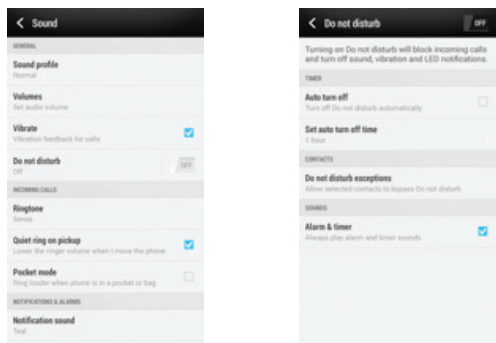 Sound
GENERAL
Sound profile
Normal
Volumes
Set audio volume
Vibrate
Vibration feedback for calls
Do not disturb
Off
OFF
INCOMING CALLS
Ringtone
Sense
Quiet ring on pickup
Lower the ringer volume when I move the phone
Pocket mode
Ring louder when phone is in a pocket or bag
NOTIFICATIONS & ALARMS
Notification sound
Teal
Do not disturb
OFF
Turning on Do not disturb will block incoming calls
and turn off sound, vibration and LED notifications.
TIMER
Auto turn off
Turn off Do not disturb automatically
Set auto turn off time
1 hour
CONTACTS
Do not disturb exceptions
Allow selected contacts to bypass Do not disturb
SOUNDS
Alarm & timer
Always play alarm and timer sounds